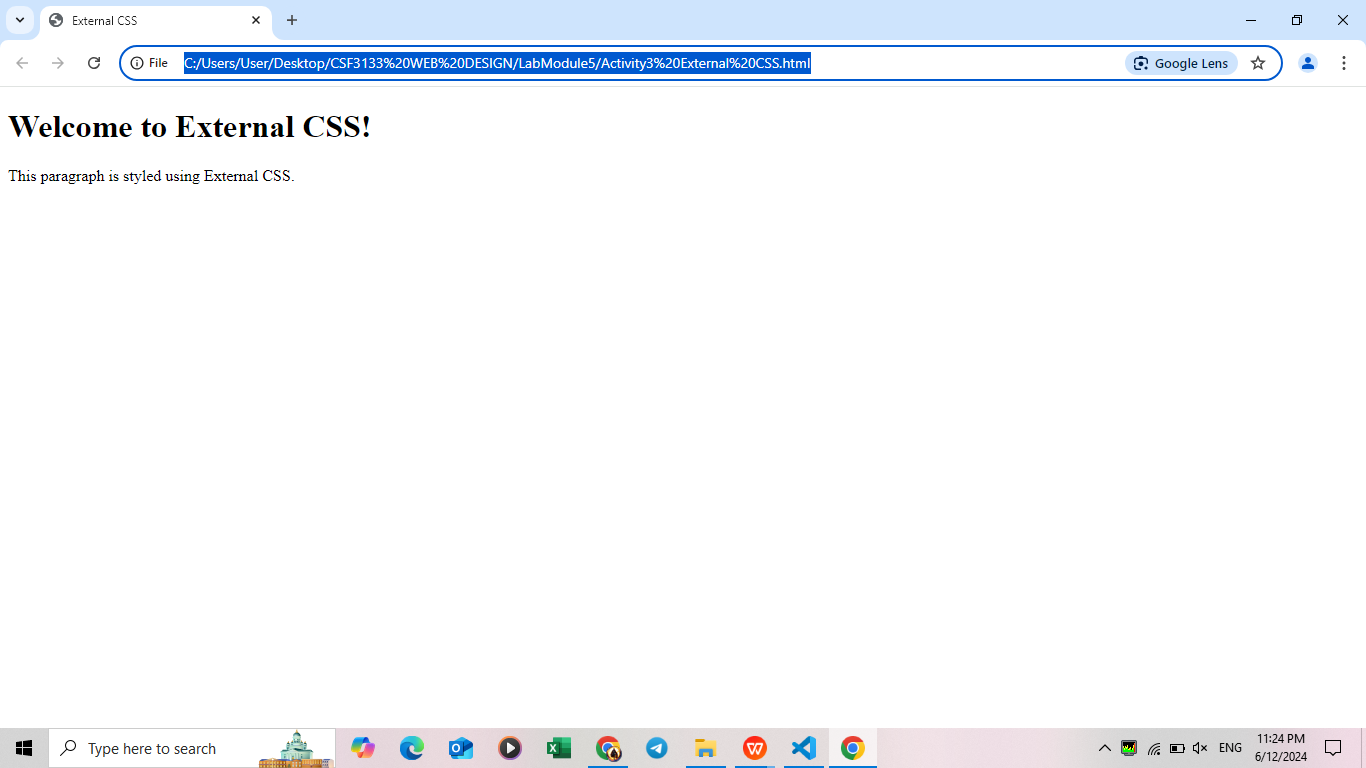 External CSS
File
C:/Users/User/Desktop/CSF3133%20WEB%20DESIGN/LabModule5/Activity3%20External%20CSS.html
Google Lens
Welcome to External CSS!
This paragraph is styled using External CSS.
Type here to search
ENG
11:24 PM
6/12/2024